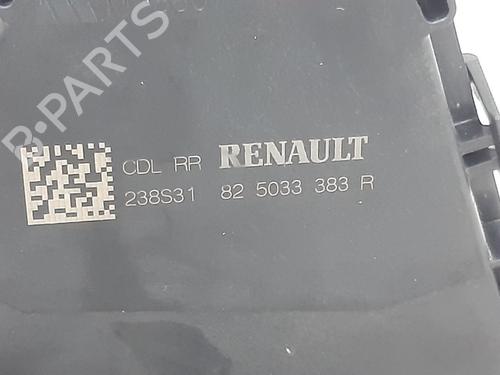 B-PARTS
CDL RR RENAULT
238S31 82 5033 383 R